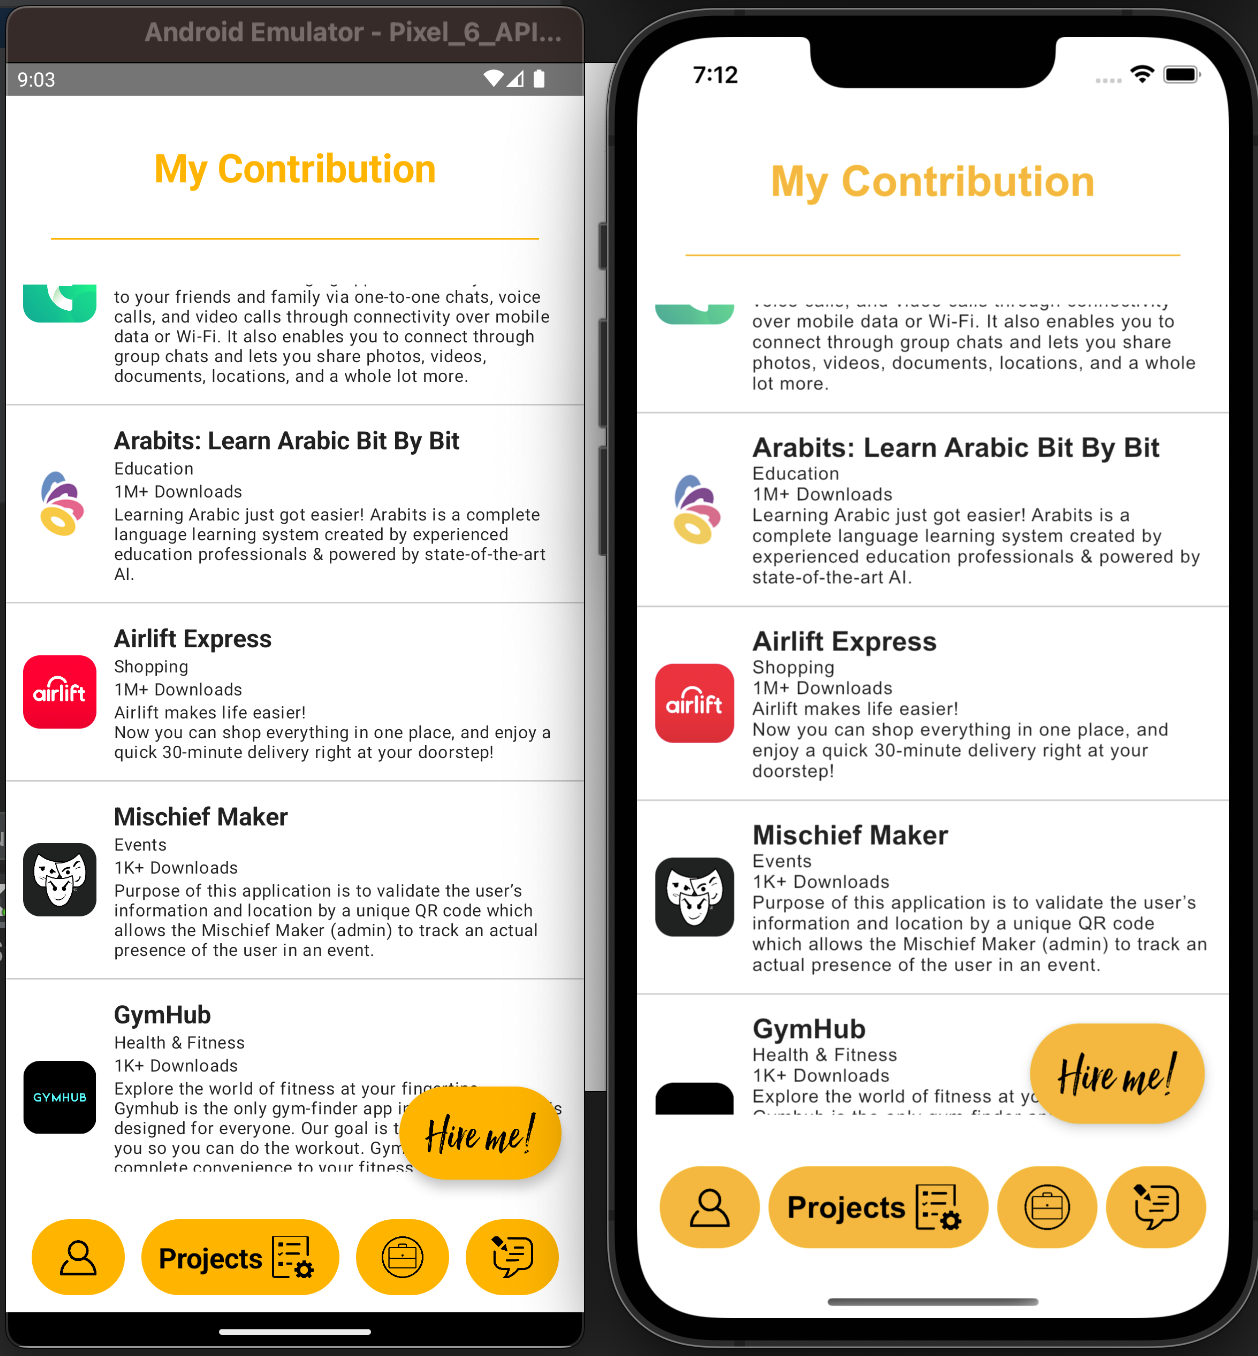 Android Emulator - Pixel_6_API...
9:03
My Contribution
to your friends and family via one-to-one chats, voice
calls, and video calls through connectivity over mobile
data or Wi-Fi. It also enables you to connect through
group chats and lets you share photos, videos,
documents, locations, and a whole lot more.
Arabits: Learn Arabic Bit By Bit
Education
1M+ Downloads
Learning Arabic just got easier! Arabits is a complete
language learning system created by experienced
education professionals & powered by state-of-the-art
AI.
airlift
Airlift Express
Shopping
1M+ Downloads
Airlift makes life easier!
Now you can shop everything in one place, and enjoy a
quick 30-minute delivery right at your doorstep!
Mischief Maker
Events
1K+ Downloads
Purpose of this application is to validate the user's
information and location by a unique QR code which
allows the Mischief Maker (admin) to track an actual
presence of the user in an event.
GYMHUB
GymHub
Health & Fitness
1K+ Downloads
Explore the world of fitness at your fingertips
Gymhub is the only gym-finder app
designed for everyone. Our goal is
you so you can do the workout.
complete convenience to your fitness
Hire me!
Projects
7:12
My Contribution
voice calls, and video calls through connectivity
over mobile data or Wi-Fi. It also enables you to
connect through group chats and lets you share
photos, videos, documents, locations, and a whole
lot more.
Arabits: Learn Arabic Bit By Bit
Education
1M+ Downloads
Learning Arabic just got easier! Arabits is a
complete language learning system created by
experienced education professionals & powered by
state-of-the-art AI.
airlift
Airlift Express
Shopping
1M+ Downloads
Airlift makes life easier!
Now you can shop everything in one place, and
enjoy a quick 30-minute delivery right at your
doorstep!
Mischief Maker
Events
1K+ Downloads
Purpose of this application is to validate the user's
information and location by a unique QR code
which allows the Mischief Maker (admin) to track an
actual presence of the user in an event.
GymHub
Health & Fitness
1K+ Downloads
Explore the world of fitness at
Gymhub is the only gym-finder
Hire me!
Projects